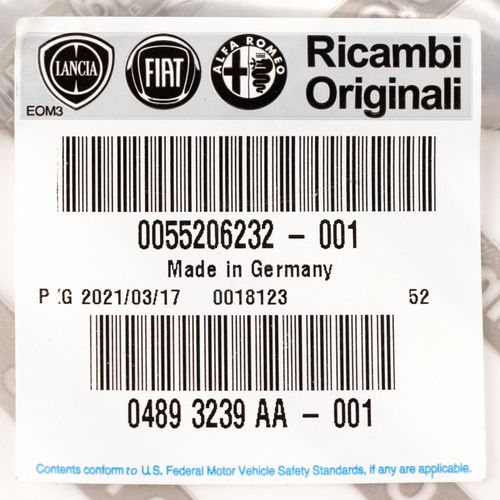 LANCIA FIAT ALFA ROMEO Ricambi
Originali
EOM3
0055206232 - 001
Made in Germany
P :G 2021/03/17 0018123 52
0489 3239 AA - 001
Contents conform to U.S. Federal Motor Vehicle Safety Standards, if any are applicable.